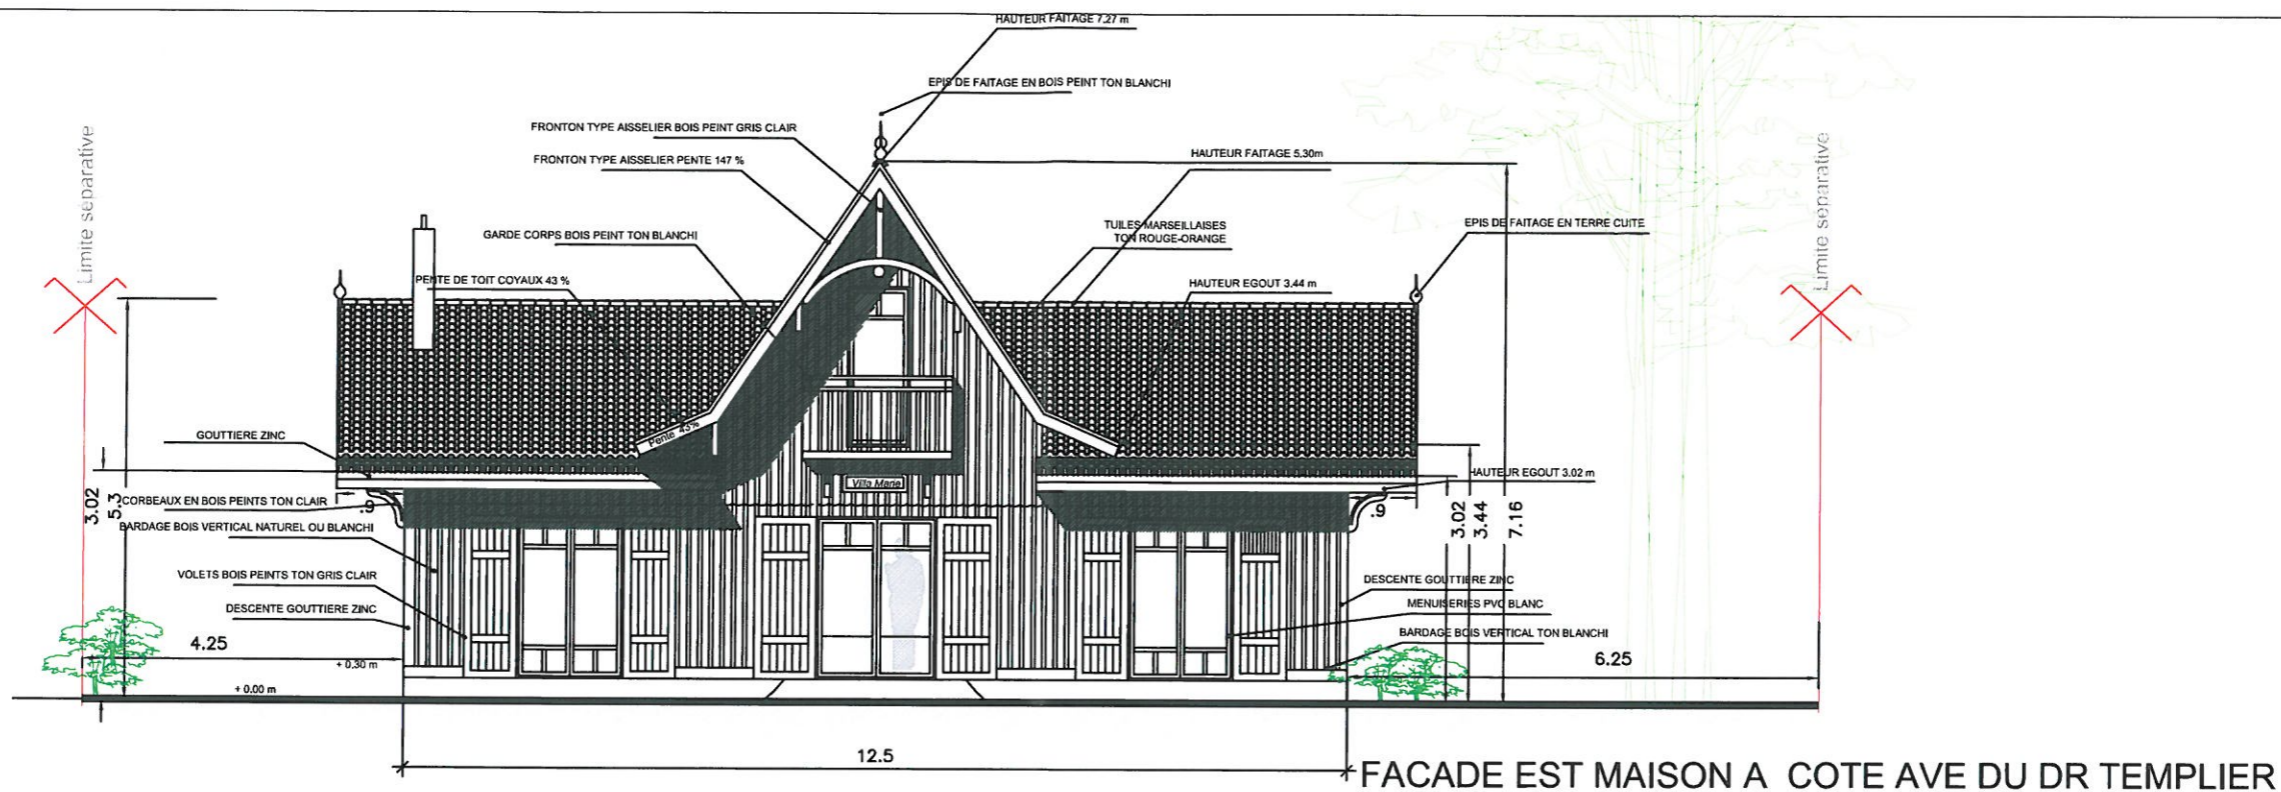 HAUTEUR FAITAGE 7.27 m
EPIS DE FAITAGE EN BOIS PEINT TON BLANCHI
FRONTON TYPE AISSELIER BOIS PEINT GRIS CLAIR
FRONTON TYPE AISSELIER PENTE 147 %
HAUTEUR FAITAGE 5.30m
Limite séparative
Limite séparative
GARDE CORPS BOIS PEINT TON BLANCHI
TUILES MARSEILLAISES
TON ROUGE-ORANGE
EPIS DE FAITAGE EN TERRE CUITE
PENTE DE TOIT COYAUX 43 %
HAUTEUR EGOUT 3.44 m
GOUTTIERE ZINC
Pente 43%
HAUTEUR EGOUT 3.02 m
Villa Marie
3.02
5.3
CORBEAUX EN BOIS PEINTS TON CLAIR
.9
.9
3.02
3.44
7.16
BARDAGE BOIS VERTICAL NATUREL OU BLANCHI
VOLETS BOIS PEINTS TON GRIS CLAIR
DESCENTE GOUTTIERE ZINC
DESCENTE GOUTTIERE ZINC
MENUISERIES PVC BLANC
BARDAGE BOIS VERTICAL TON BLANCHI
4.25
+ 0.30 m
6.25
+ 0.00 m
12.5
FACADE EST MAISON A COTE AVE DU DR TEMPLIER